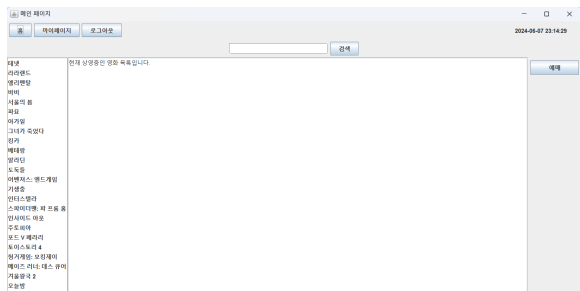 메인 페이지
홈 마이페이지 로그아웃
2024-06-07 23:14:29
검색
테넷
라라랜드
엘리멘탈
바비
서울의 봄
파묘
아가일
그녀가 죽었다
킹카
베테랑
알라딘
도둑들
어벤져스: 엔드게임
기생충
인터스텔라
스파이더맨: 파 프롬 홈
인사이드 아웃
주토피아
포드 V 페라리
토이스토리 4
헝거게임: 모킹제이
메이즈 러너: 데스 큐어
겨울왕국 2
현재 상영중인 영화 목록입니다.
예매